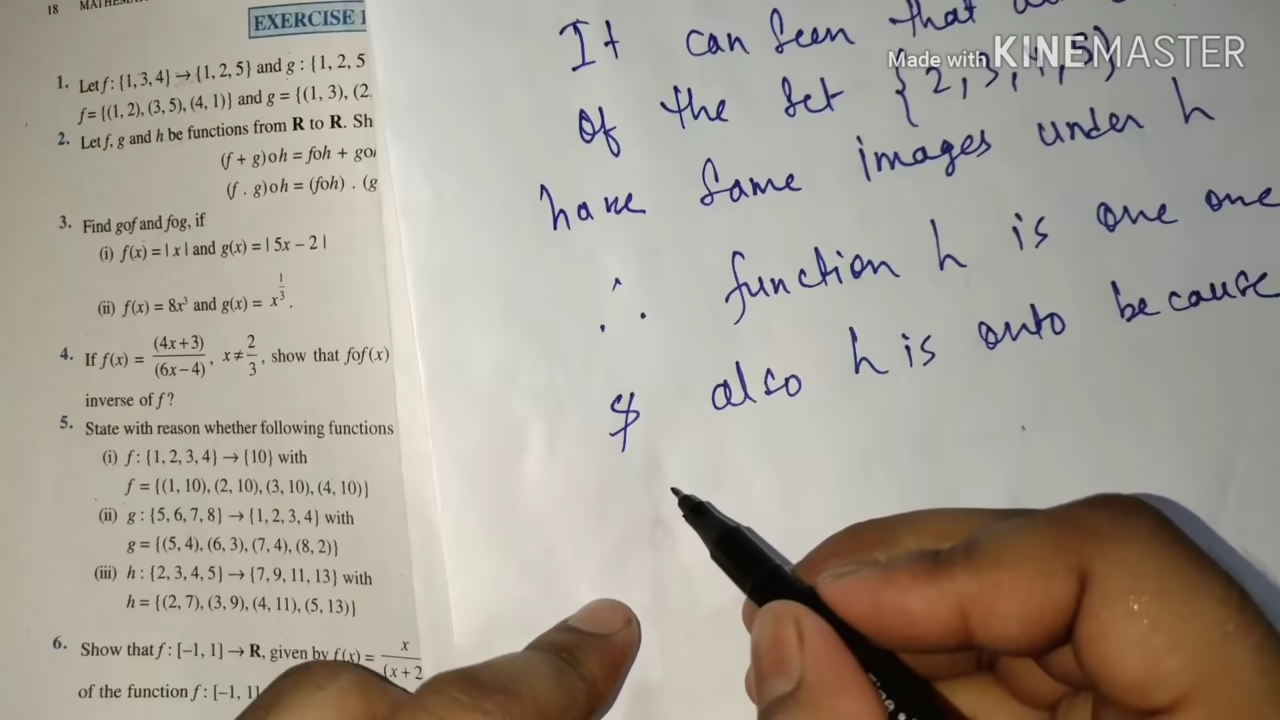 18 MATHEMA
EXERCISE 1
1. Let f : {1, 3, 4} → {1, 2, 5} and g : {1, 2, 5
f = {(1, 2), (3, 5), (4, 1)} and g = {(1, 3), (2,
2. Let f, g and h be functions from R to R. Sh
(f + g)oh = foh + go
(f . g)oh = (foh) . (g
3. Find gof and fog, if
(i) f(x) = | x | and g(x) = | 5x – 2 |
(ii) f(x) = 8x³ and g(x) = x^(1/3).
4. If f(x) = (4x+3)/(6x–4), x ≠ 2/3, show that fof(x)
inverse of f?
5. State with reason whether following functions
(i) f : {1, 2, 3, 4} → {10} with
f = {(1, 10), (2, 10), (3, 10), (4, 10)}
(ii) g : {5, 6, 7, 8} → {1, 2, 3, 4} with
g = {(5, 4), (6, 3), (7, 4), (8, 2)}
(iii) h : {2, 3, 4, 5} → {7, 9, 11, 13} with
h = {(2, 7), (3, 9), (4, 11), (5, 13)}
6. Show that f : [–1, 1] → R, given by f(x) = x/(x+2
of the function f : [–1, 1]
It can seen that
Made with KINEMASTER
of the set {2, 3, 4, 5}
have same images under h
∴ function h is one one
& also h is onto because